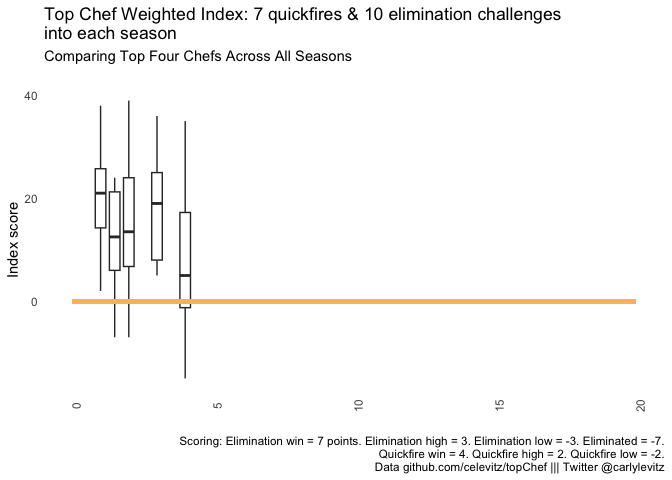 Top Chef Weighted Index: 7 quickfires & 10 elimination challenges
into each season
Comparing Top Four Chefs Across All Seasons
Index score
40
20
0
0
5
10
15
20
Scoring: Elimination win = 7 points. Elimination high = 3. Elimination low = -3. Eliminated = -7.
Quickfire win = 4. Quickfire high = 2. Quickfire low = -2.
Data github.com/celevitz/topChef ||| Twitter @carlylevitz